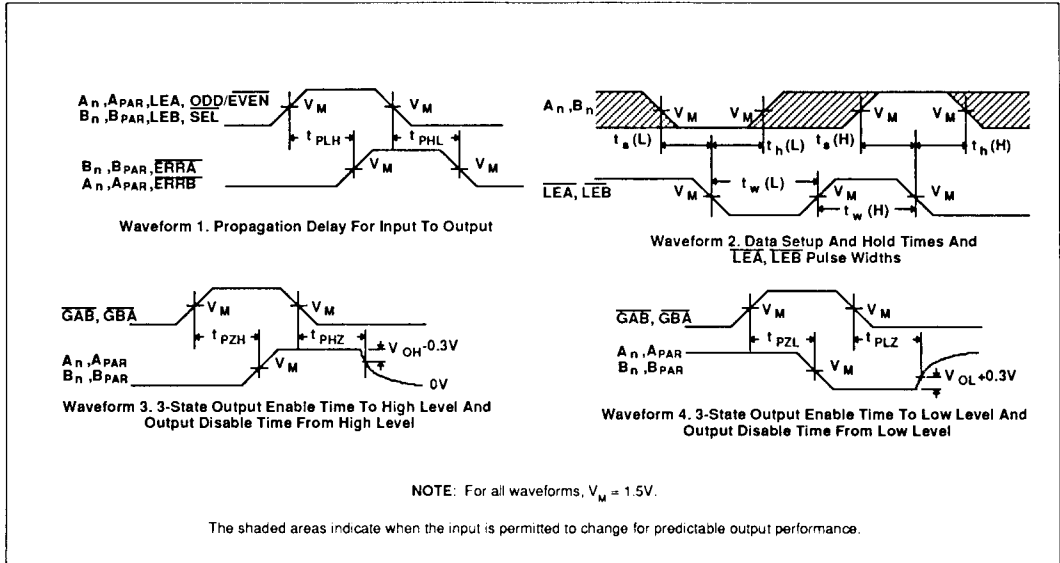 An,APAR,LEA, ODD/EVEN
Bn,BPAR,LEB, SEL
VM
VM
tPLH
tPHL
Bn,BPAR,ERRA
An,APAR,ERRB
VM
VM
Waveform 1. Propagation Delay For Input To Output
An,Bn
VM
VM
VM
VM
ts(L)
th(L)
ts(H)
th(H)
LEA, LEB
VM
tw(L)
VM
tw(H)
VM
Waveform 2. Data Setup And Hold Times And
LEA, LEB Pulse Widths
GAB, GBA
VM
VM
tPZH
tPHZ
An,APAR
Bn,BPAR
VM
VOH-0.3V
0V
Waveform 3. 3-State Output Enable Time To High Level And
Output Disable Time From High Level
GAB, GBA
VM
VM
tPZL
tPLZ
An,APAR
Bn,BPAR
VM
VOL+0.3V
Waveform 4. 3-State Output Enable Time To Low Level And
Output Disable Time From Low Level
NOTE: For all waveforms, VM = 1.5V.
The shaded areas indicate when the input is permitted to change for predictable output performance.